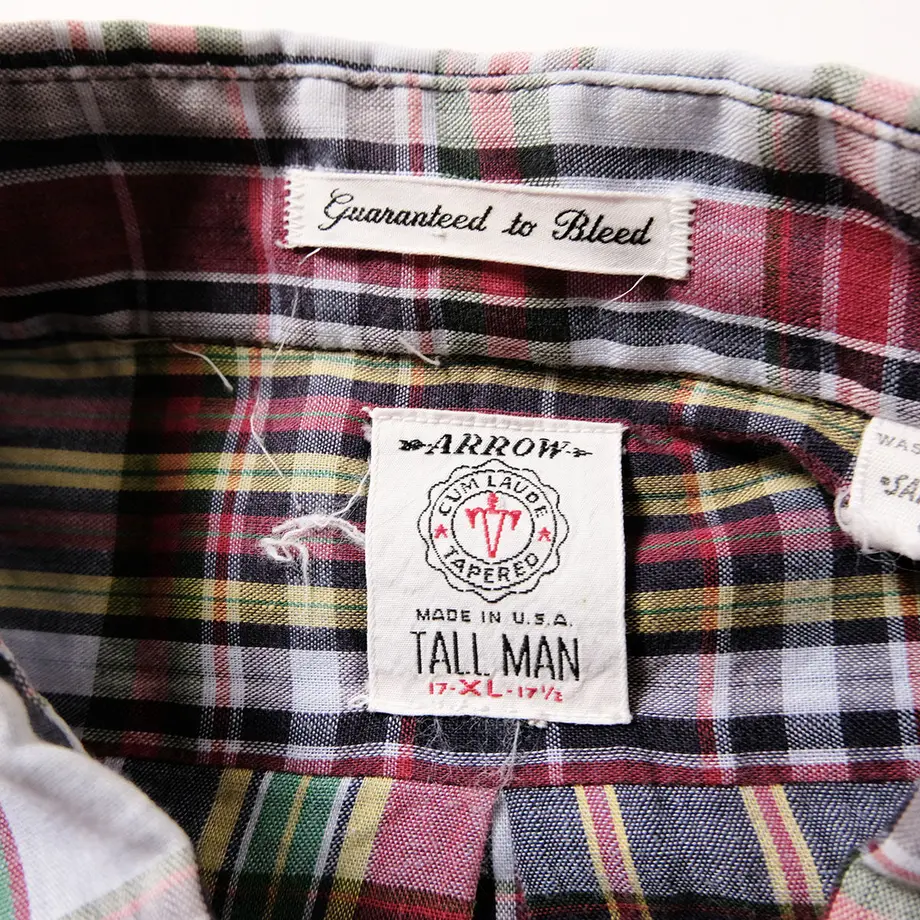 Guaranteed to Bleed
ARROW
CUM LAUDE
TAPERED
MADE IN U.S.A.
TALL MAN
17-XL-17½